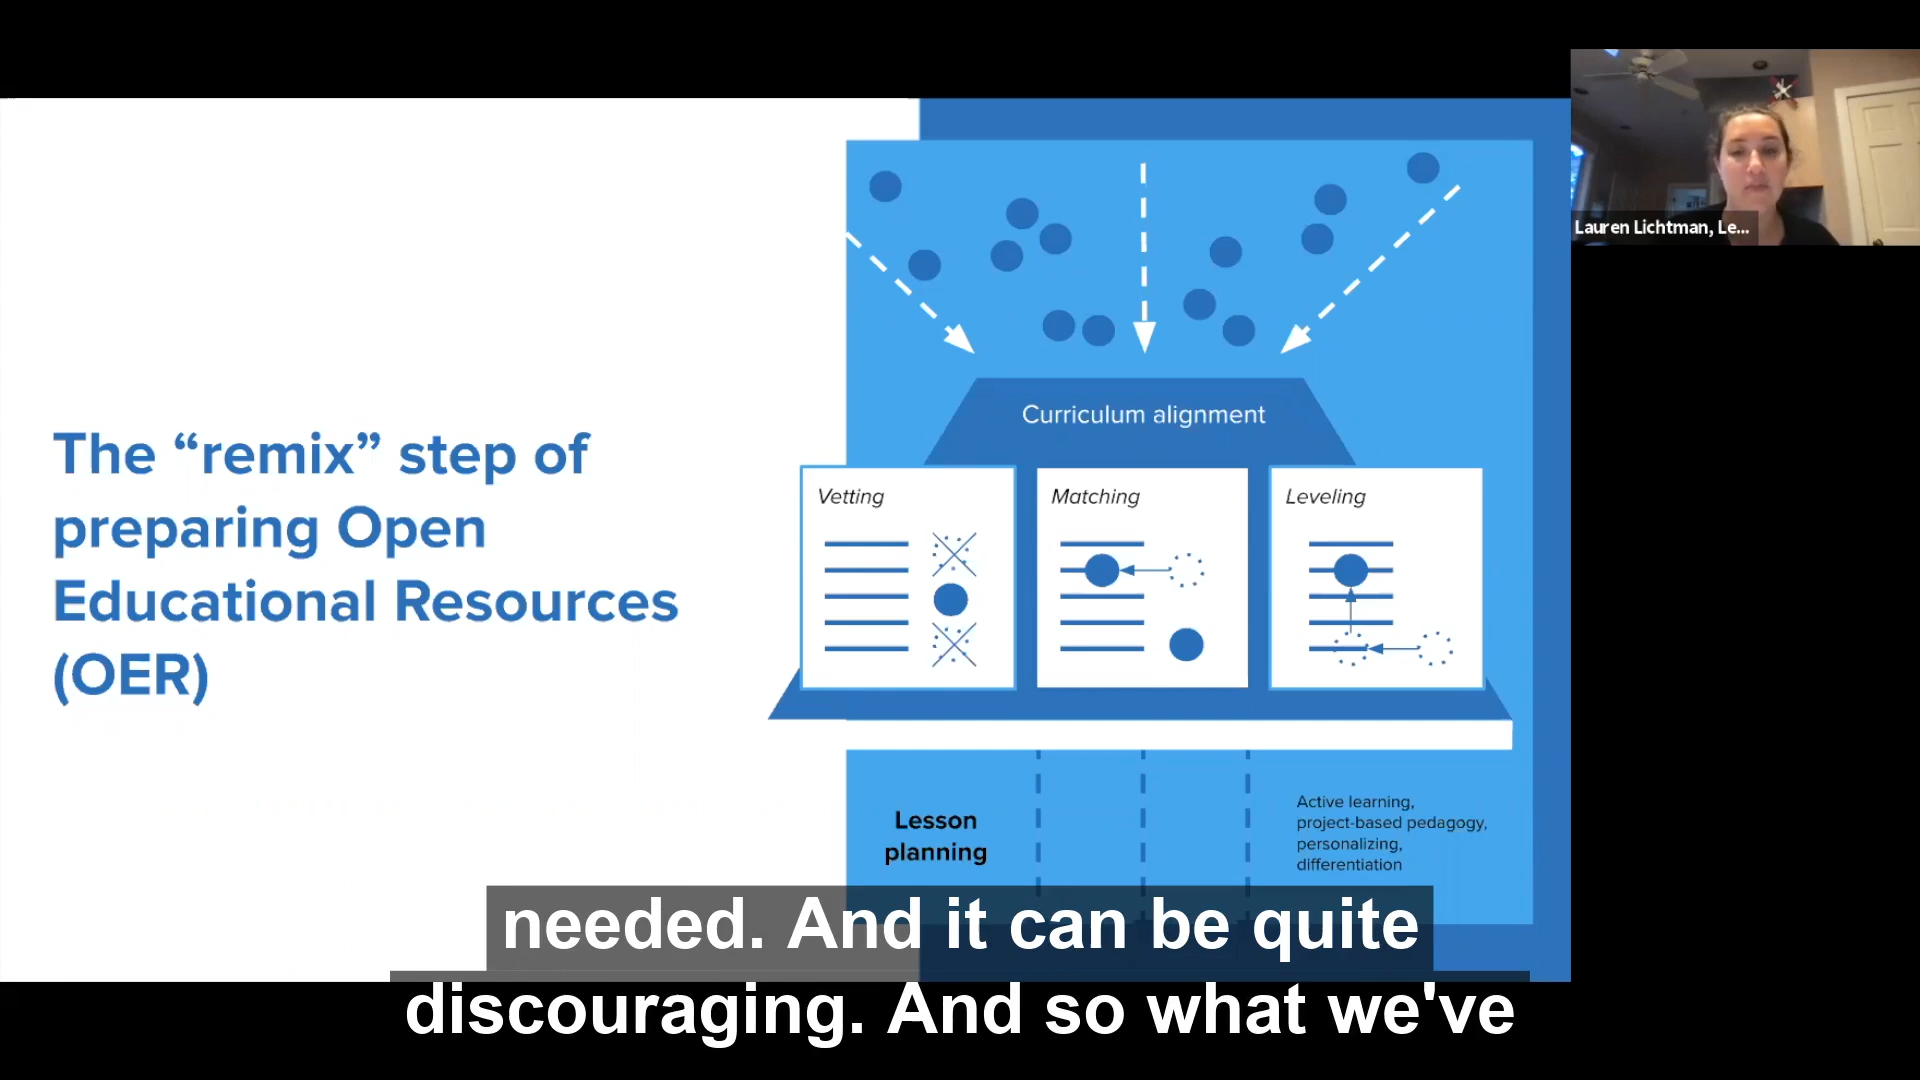 The “remix” step of
preparing Open
Educational Resources
(OER)
Curriculum alignment
Vetting
Matching
Leveling
Lesson
planning
Active learning,
project-based pedagogy,
personalizing,
differentiation
Lauren Lichtman, Le...
needed. And it can be quite
discouraging. And so what we've